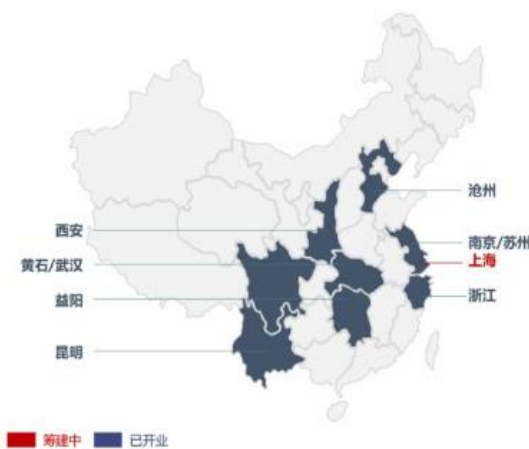 沧州
西安
南京/苏州
上海
黄石/武汉
浙江
益阳
昆明
筹建中 已开业